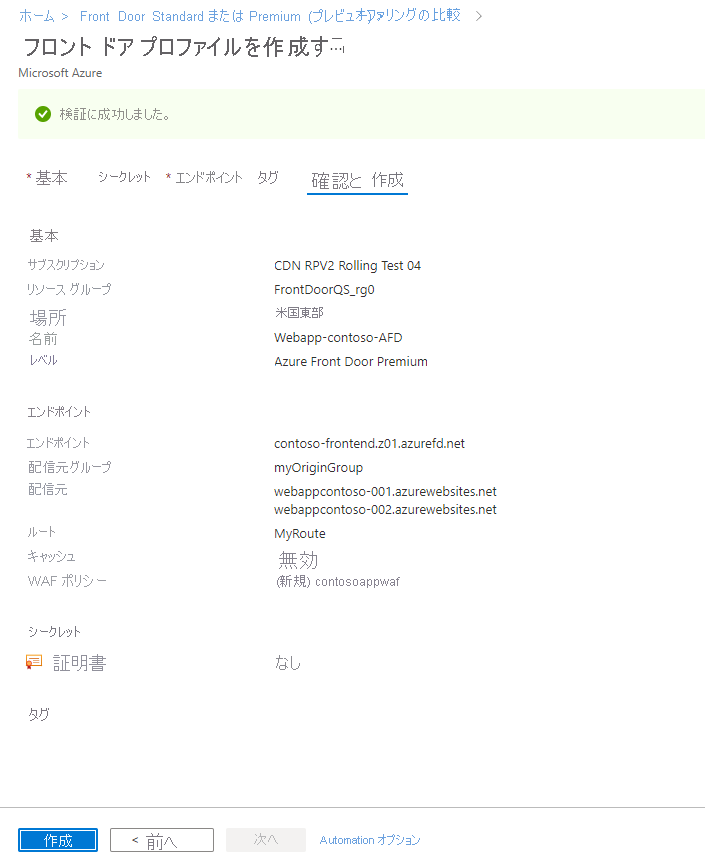 ホーム > Front Door Standard または Premium (プレビュー)オファリングの比較 >
フロント ドア プロファイルを作成す...
Microsoft Azure
検証に成功しました。
* 基本 シークレット * エンドポイント タグ 確認と 作成
基本
サブスクリプション CDN RPV2 Rolling Test 04
リソース グループ FrontDoorQS_rg0
場所 米国東部
名前 Webapp-contoso-AFD
レベル Azure Front Door Premium
エンドポイント
エンドポイント contoso-frontend.z01.azurefd.net
配信元グループ myOriginGroup
配信元 webappcontoso-001.azurewebsites.net
webappcontoso-002.azurewebsites.net
ルート MyRoute
キャッシュ 無効
WAF ポリシー (新規) contosoappwaf
シークレット
証明書 なし
タグ
作成 < 前へ 次へ Automation オプション